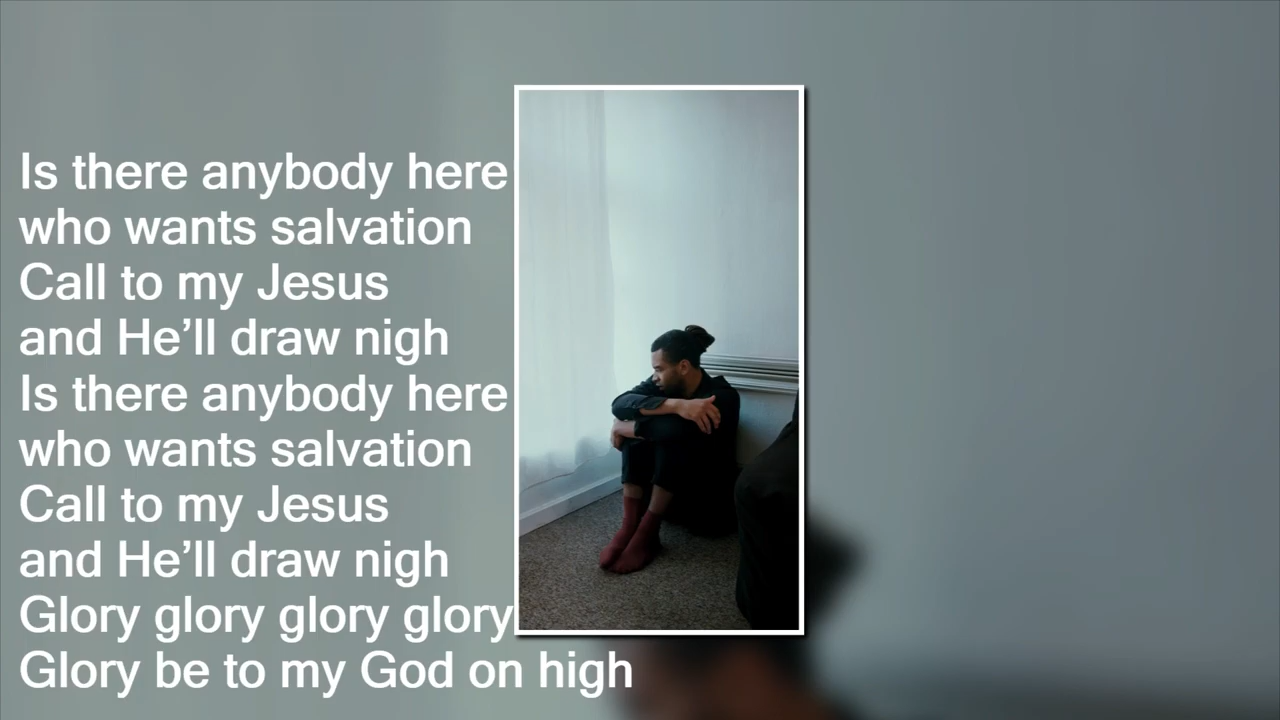 Is there anybody here
who wants salvation
Call to my Jesus
and He’ll draw nigh
Is there anybody here
who wants salvation
Call to my Jesus
and He’ll draw nigh
Glory glory glory glory
Glory be to my God on high